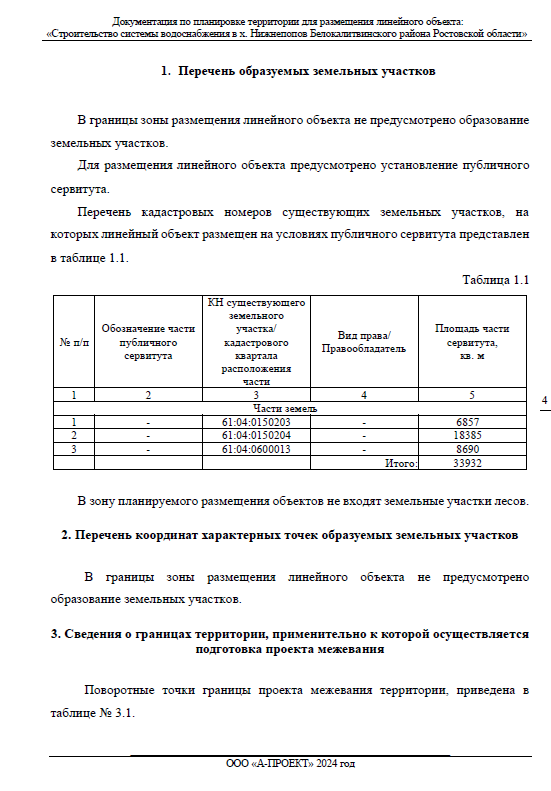 Документация по планировке территории для размещения линейного объекта:
«Строительство системы водоснабжения в х. Нижнепопов Белокалитвинского района Ростовской области»
1. Перечень образуемых земельных участков
В границы зоны размещения линейного объекта не предусмотрено образование
земельных участков.
Для размещения линейного объекта предусмотрено установление публичного
сервитута.
Перечень кадастровых номеров существующих земельных участков, на
которых линейный объект размещен на условиях публичного сервитута представлен
в таблице 1.1.
Таблица 1.1
№ п/п
Обозначение части
публичного
сервитута
КН существующего
земельного
участка/
кадастрового
квартала
расположения
части
Вид права/
Правообладатель
Площадь части
сервитута,
кв. м
1 2 3 4 5
Части земель
1 - 61:04:0150203 - 6857
2 - 61:04:0150204 - 18385
3 - 61:04:0600013 - 8690
Итого: 33932
4
В зону планируемого размещения объектов не входят земельные участки лесов.
2. Перечень координат характерных точек образуемых земельных участков
В границы зоны размещения линейного объекта не предусмотрено
образование земельных участков.
3. Сведения о границах территории, применительно к которой осуществляется
подготовка проекта межевания
Поворотные точки границы проекта межевания территории, приведена в
таблице № 3.1.
ООО «А-ПРОЕКТ» 2024 год